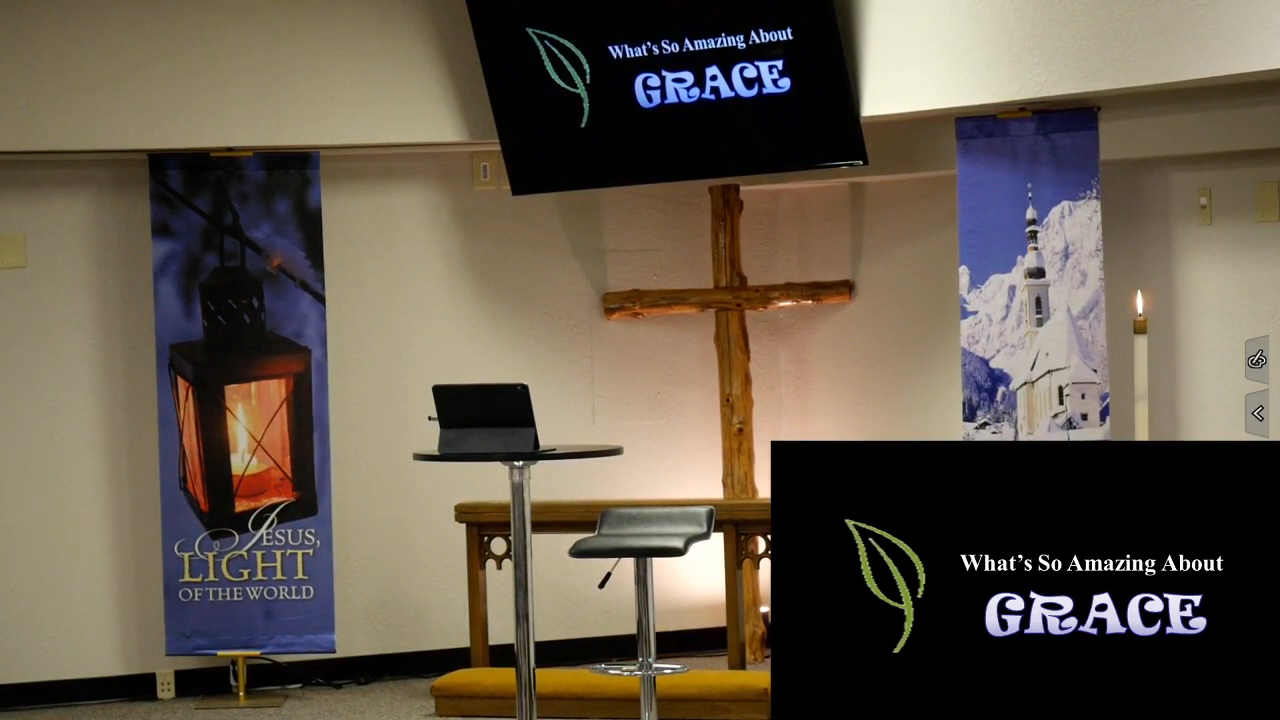 What's So Amazing About
GRACE
JESUS,
LIGHT
OF THE WORLD
What's So Amazing About
GRACE